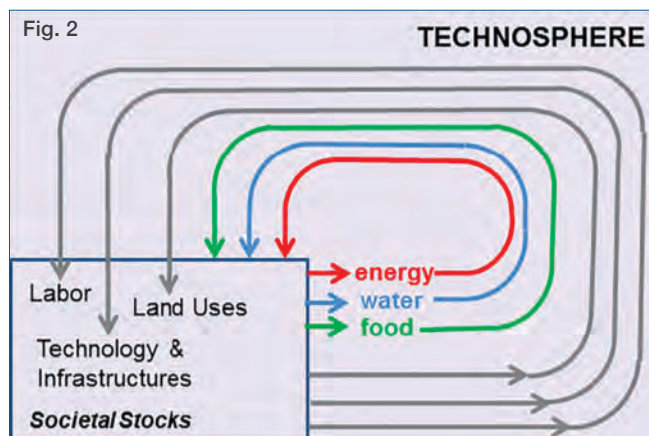 Fig. 2
TECHNOSPHERE
energy
Labor
Land Uses
water
food
Technology &
Infrastructures
Societal Stocks